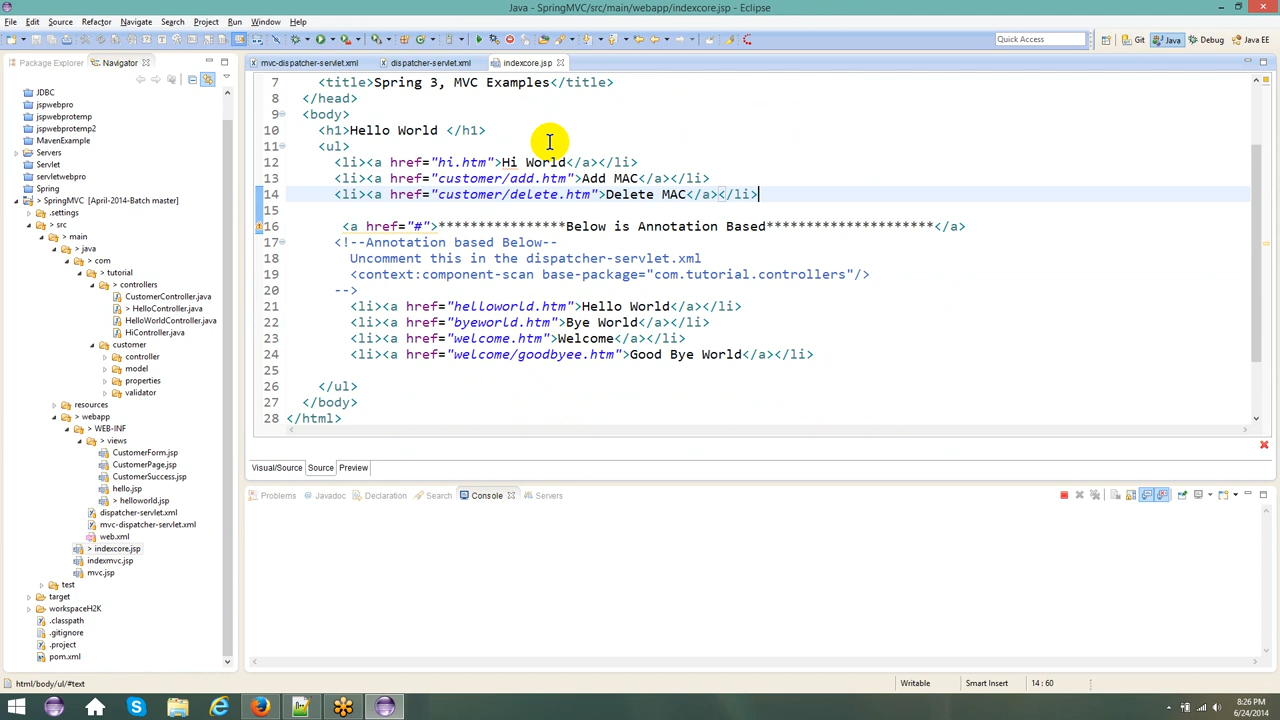 Java - SpringMVC/src/main/webapp/indexcore.jsp - Eclipse
File Edit Source Refactor Navigate Search Project Run Window Help
Quick Access Git Java Debug Java EE
Package Explorer Navigator
mvc-dispatcher-servlet.xml dispatcher-servlet.xml indexcore.jsp
JDBC
jspwebpro
jspwebprotemp
jspwebprotemp2
MavenExample
Servers
Servlet
Spring
> SpringMVC [April-2014-Batch master]
> .settings
> src
> main
> java
> com
> tutorial
> controllers
CustomerController.java
> HelloController.java
HelloWorldController.java
HiController.java
> customer
> controller
> model
> properties
> validator
resources
> webapp
> WEB-INF
> views
CustomerForm.jsp
CustomerPage.jsp
CustomerSuccess.jsp
hello.jsp
> helloworld.jsp
dispatcher-servlet.xml
mvc-dispatcher-servlet.xml
web.xml
> indexcore.jsp
indexmvc.jsp
mvc.jsp
> test
target
workspaceH2K
.classpath
.gitignore
.project
pom.xml
7 <title>Spring 3, MVC Examples</title>
8 </head>
9 <body>
10 <h1>Hello World </h1>
11 <ul>
12 <li><a href="hi.htm">Hi World</a></li>
13 <li><a href="customer/add.htm">Add MAC</a></li>
14 <li><a href="customer/delete.htm">Delete MAC</a></li>
15
16 <a href="#">****************Below is Annotation Based*********************</a>
17 <!--Annotation based Below--
18 Uncomment this in the dispatcher-servlet.xml
19 <context:component-scan base-package="com.tutorial.controllers"/>
20 -->
21 <li><a href="helloworld.htm">Hello World</a></li>
22 <li><a href="byeworld.htm">Bye World</a></li>
23 <li><a href="welcome.htm">Welcome</a></li>
24 <li><a href="welcome/goodbyee.htm">Good Bye World</a></li>
25
26 </ul>
27 </body>
28 </html>
Visual/Source Source Preview
Problems Javadoc Declaration Search Console Servers
html/body/ul/#text Writable Smart Insert 14 : 60
8:26 PM
6/24/2014